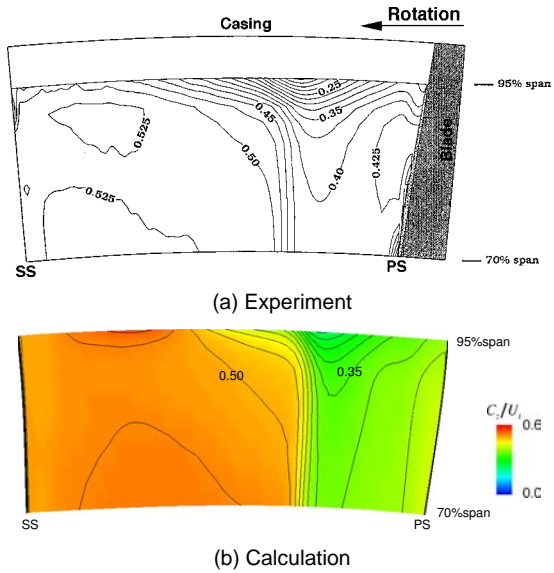 Casing
Rotation
95% span
0.25
0.35
0.45
0.525
0.50
0.425
0.40
0.525
Blade
70% span
SS
PS
(a) Experiment
95%span
0.50
0.35
C_z/U_t
0.6
0.0
70%span
SS
PS
(b) Calculation